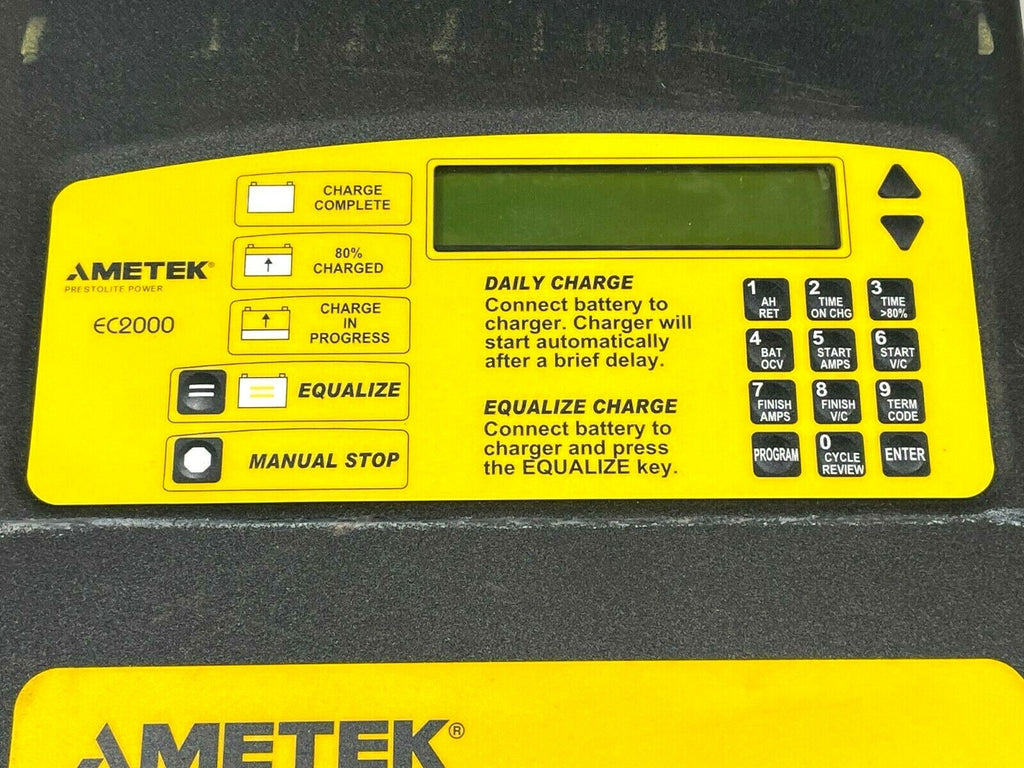 AMETEK®
PRESTOLITE POWER
EC2000
CHARGE
COMPLETE
80%
CHARGED
CHARGE
IN
PROGRESS
EQUALIZE
MANUAL STOP
DAILY CHARGE
Connect battery to
charger. Charger will
start automatically
after a brief delay.
EQUALIZE CHARGE
Connect battery to
charger and press
the EQUALIZE key.
1
AH
RET
2
TIME
ON CHG
3
TIME
>80%
4
BAT
OCV
5
START
AMPS
6
START
V/C
7
FINISH
AMPS
8
FINISH
V/C
9
TERM
CODE
PROGRAM
0
CYCLE
REVIEW
ENTER
AMETEK®